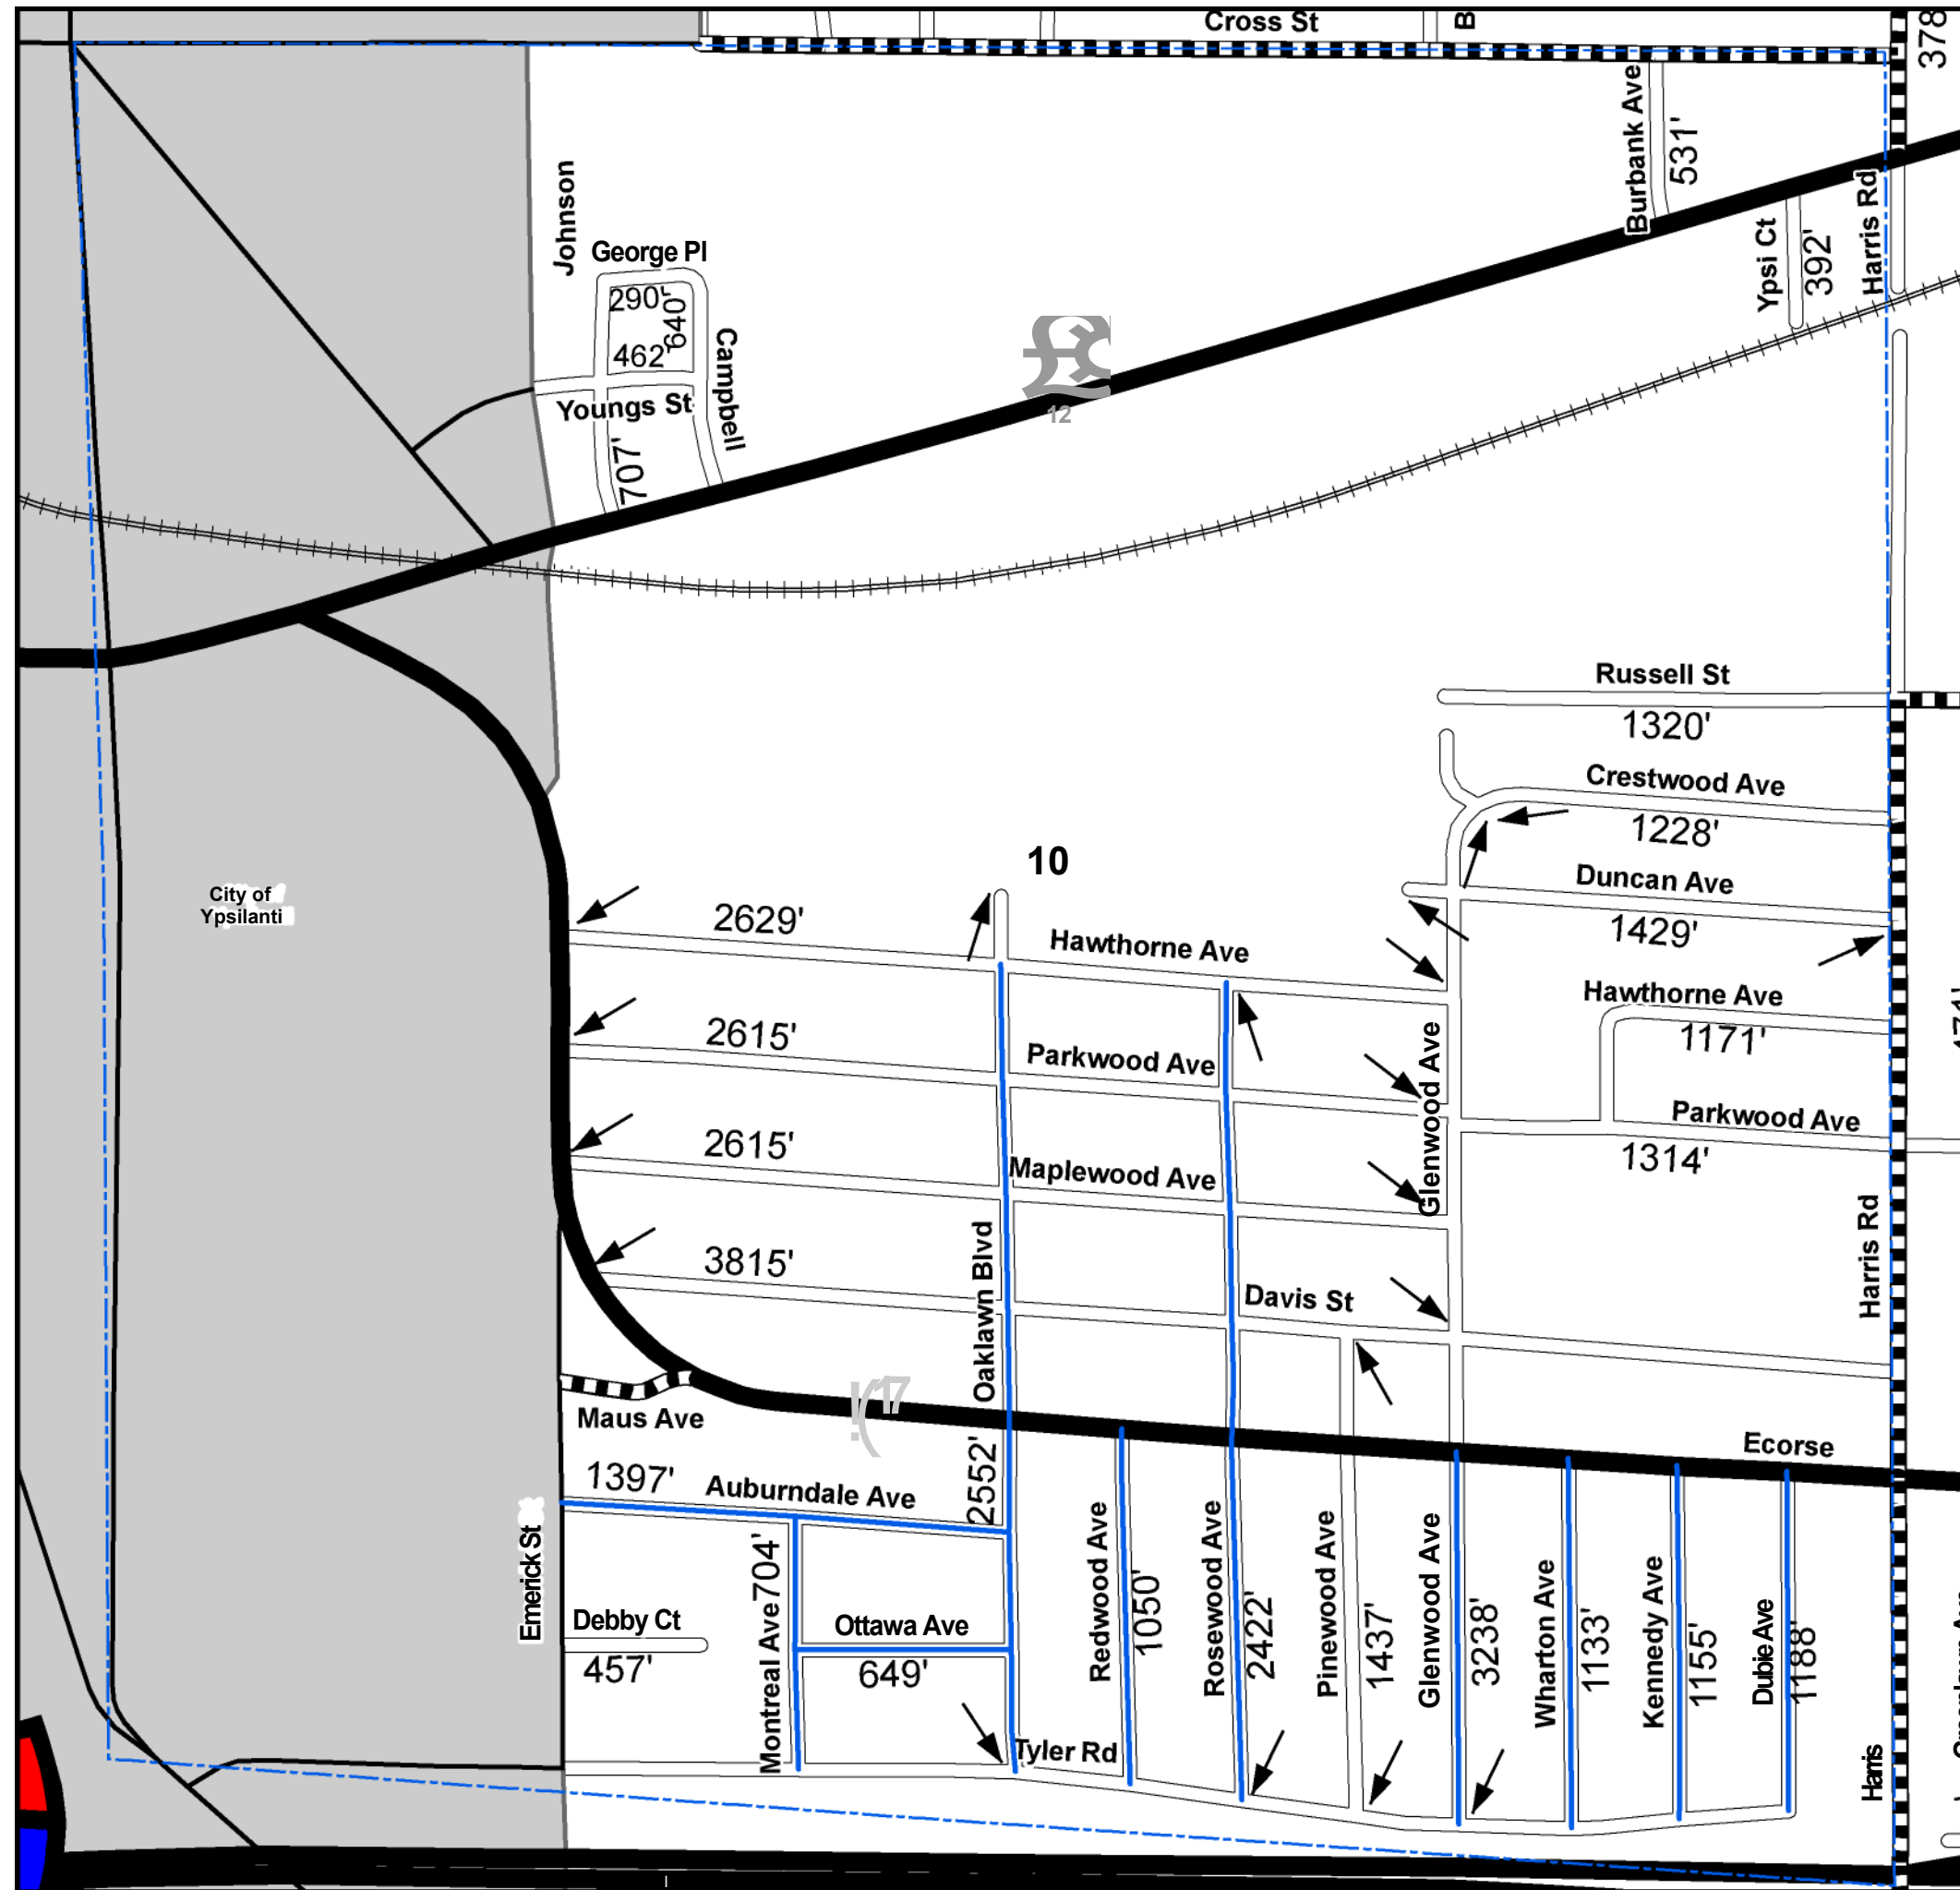 Cross St
B
378
Burbank Ave
531'
Johnson
George Pl
290'
640'
462'
Campbell
Youngs St
707'
12
Ypsi Ct
392'
Harris Rd
Russell St
1320'
Crestwood Ave
1228'
10
Duncan Ave
1429'
City of
Ypsilanti
2629'
Hawthorne Ave
Hawthorne Ave
1171'
2615'
Parkwood Ave
Glenwood Ave
Parkwood Ave
1314'
2615'
Maplewood Ave
Oaklawn Blvd
Harris Rd
3815'
Davis St
17
Maus Ave
Ecorse
1397'
Auburndale Ave
2552'
Emerick St
Montreal Ave
704'
Debby Ct
457'
Ottawa Ave
649'
Redwood Ave
1050'
Rosewood Ave
2422'
Pinewood Ave
1437'
Glenwood Ave
3238'
Wharton Ave
1133'
Kennedy Ave
1155'
Dubie Ave
1188'
Tyler Rd
Harris